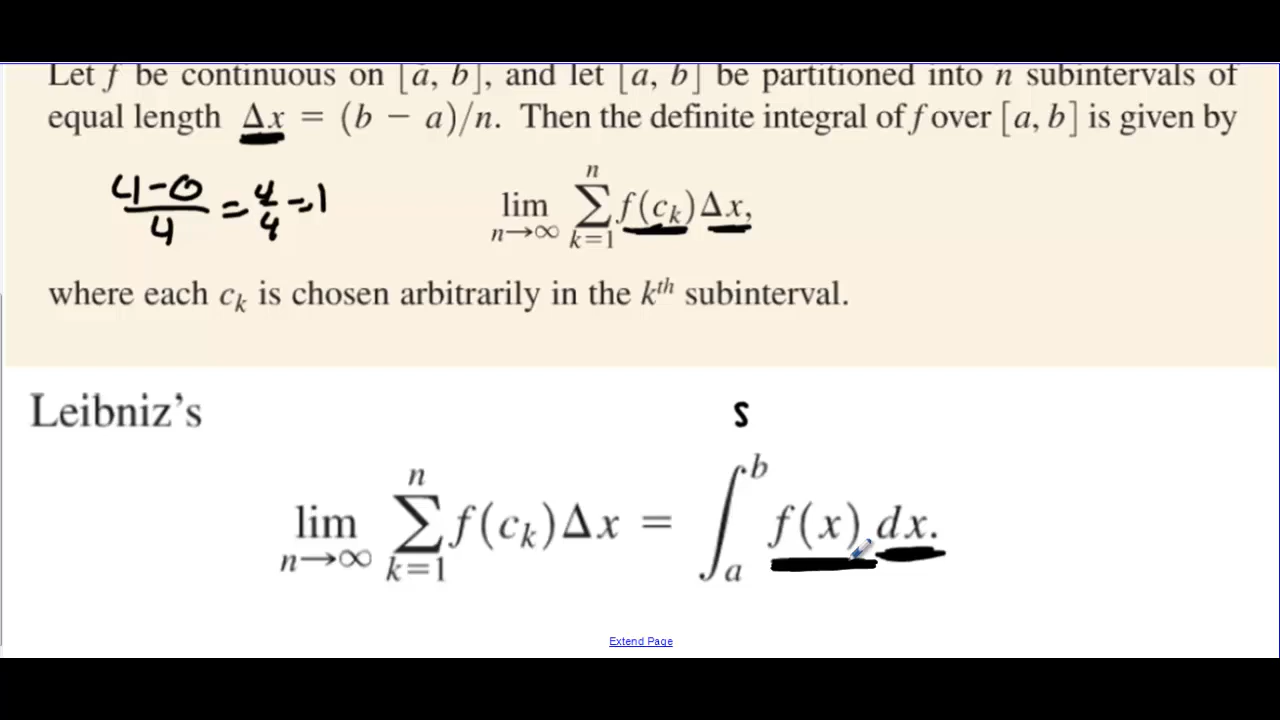 Let f be continuous on [a, b], and let [a, b] be partitioned into n subintervals of
equal length Δx = (b − a)/n. Then the definite integral of f over [a, b] is given by
4-0/4 = 4/4 = 1
lim n→∞ ∑ k=1 n f(c_k)Δx,
where each c_k is chosen arbitrarily in the k^th subinterval.
Leibniz's
S
lim n→∞ ∑ k=1 n f(c_k)Δx = ∫ a b f(x) dx.
Extend Page